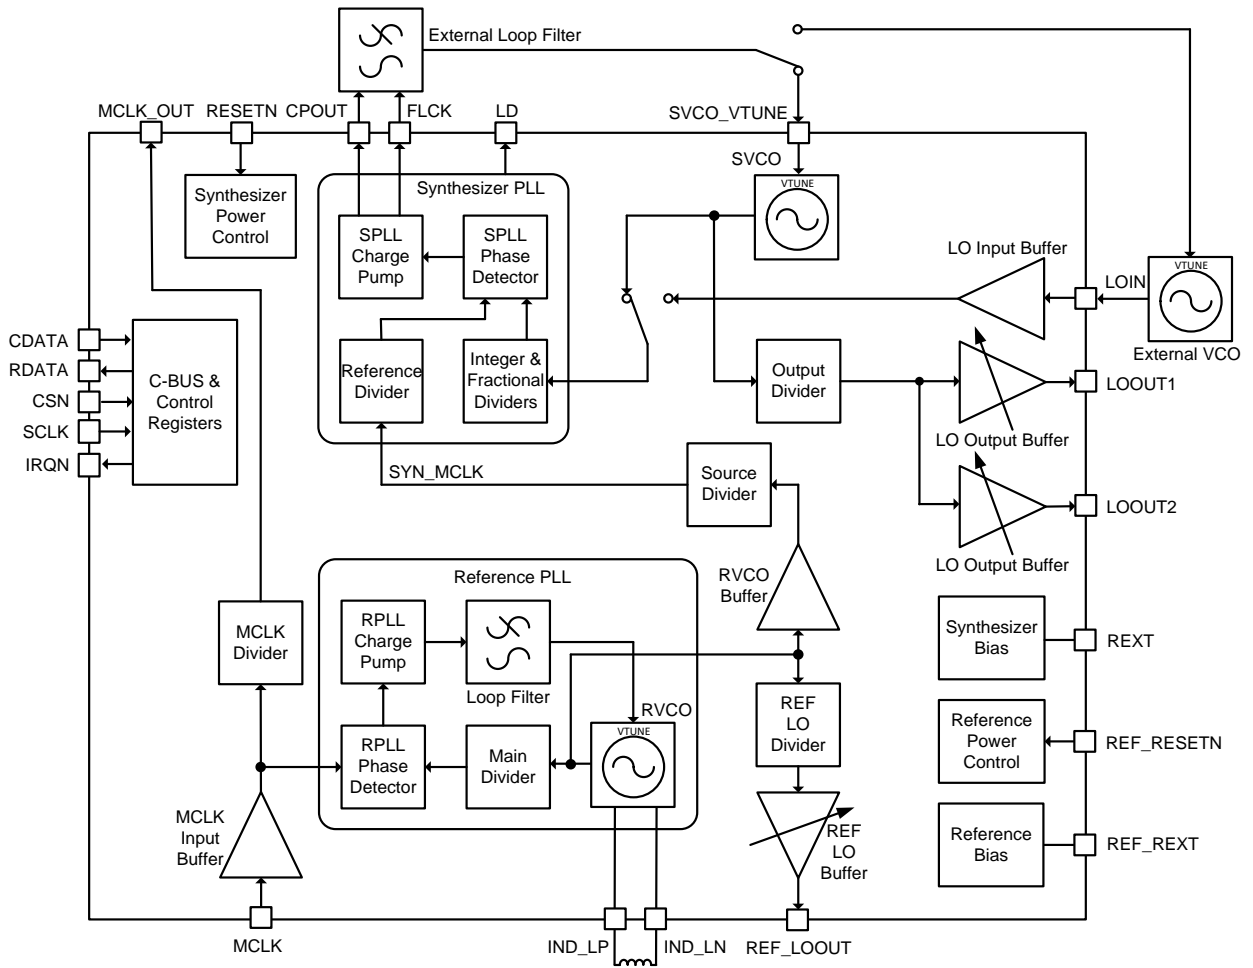 External Loop Filter
MCLK_OUT
RESETN
CPOUT
FLCK
LD
SVCO_VTUNE
SVCO
VTUNE
Synthesizer
Power
Control
Synthesizer PLL
SPLL
Charge
Pump
SPLL
Phase
Detector
LO Input Buffer
LOIN
VTUNE
External VCO
CDATA
RDATA
CSN
SCLK
IRQN
C-BUS &
Control
Registers
Reference
Divider
Integer &
Fractional
Dividers
Output
Divider
LOOUT1
LO Output Buffer
SYN_MCLK
Source
Divider
LOOUT2
LO Output Buffer
Reference PLL
RVCO
Buffer
MCLK
Divider
RPLL
Charge
Pump
Loop Filter
Synthesizer
Bias
REXT
RVCO
VTUNE
RPLL
Phase
Detector
Main
Divider
REF
LO
Divider
Reference
Power
Control
REF_RESETN
MCLK
Input
Buffer
REF
LO
Buffer
Reference
Bias
REF_REXT
MCLK
IND_LP
IND_LN
REF_LOOUT